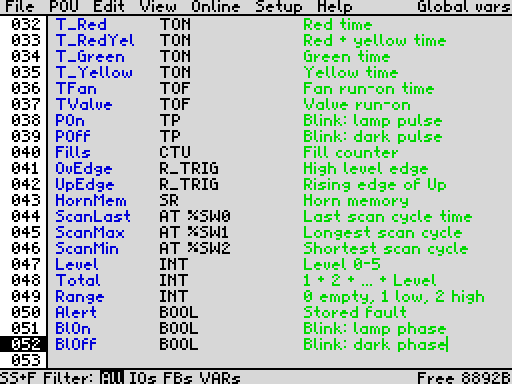 File POU Edit View Online Setup Help Global vars
032 T_Red TON Red time
033 T_RedYel TON Red + yellow time
034 T_Green TON Green time
035 T_Yellow TON Yellow time
036 TFan TOF Fan run-on time
037 TValve TOF Valve run-on
038 POn TP Blink: lamp pulse
039 POff TP Blink: dark pulse
040 Fills CTU Fill counter
041 OvEdge R_TRIG High level edge
042 UpEdge R_TRIG Rising edge of Up
043 HornMem SR Horn memory
044 ScanLast AT %SW0 Last scan cycle time
045 ScanMax AT %SW1 Longest scan cycle
046 ScanMin AT %SW2 Shortest scan cycle
047 Level INT Level 0-5
048 Total INT 1 + 2 + ... + Level
049 Range INT 0 empty, 1 low, 2 high
050 Alert BOOL Stored fault
051 BlOn BOOL Blink: lamp phase
052 BlOff BOOL Blink: dark phase
053
SS+F Filter: All IOs FBs VARs Free 8892B